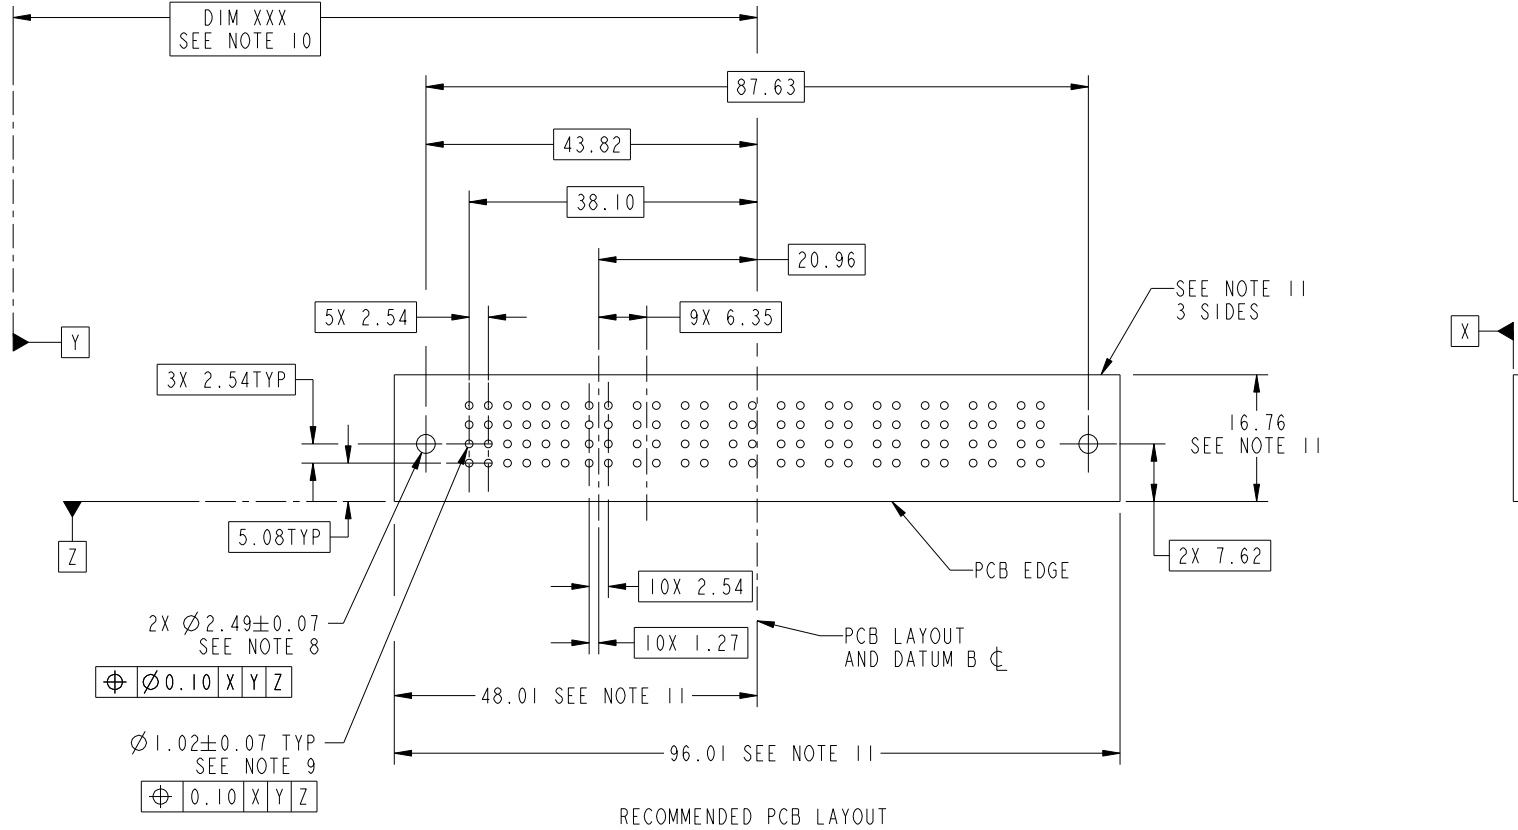 DIM XXX
SEE NOTE 10
87.63
43.82
38.10
20.96
5X 2.54
9X 6.35
SEE NOTE 11
3 SIDES
Y
X
3X 2.54TYP
16.76
SEE NOTE 11
5.08TYP
Z
2X 7.62
PCB EDGE
10X 2.54
2X Ø2.49±0.07
SEE NOTE 8
10X 1.27
PCB LAYOUT
AND DATUM B ℄
⌖ Ø0.10 X Y Z
48.01 SEE NOTE 11
Ø1.02±0.07 TYP
SEE NOTE 9
96.01 SEE NOTE 11
⌖ 0.10 X Y Z
RECOMMENDED PCB LAYOUT